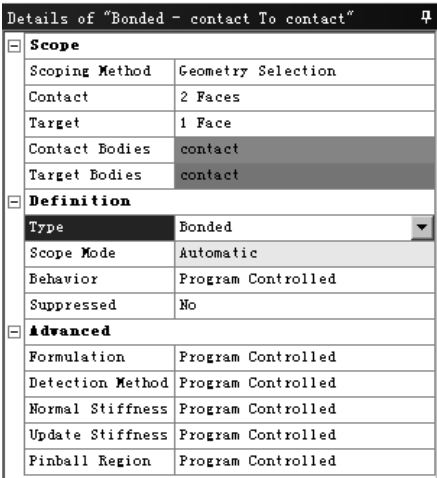 Details of "Bonded - contact To contact"
Scope
Scoping Method Geometry Selection
Contact 2 Faces
Target 1 Face
Contact Bodies contact
Target Bodies contact
Definition
Type Bonded
Scope Mode Automatic
Behavior Program Controlled
Suppressed No
Advanced
Formulation Program Controlled
Detection Method Program Controlled
Normal Stiffness Program Controlled
Update Stiffness Program Controlled
Pinball Region Program Controlled